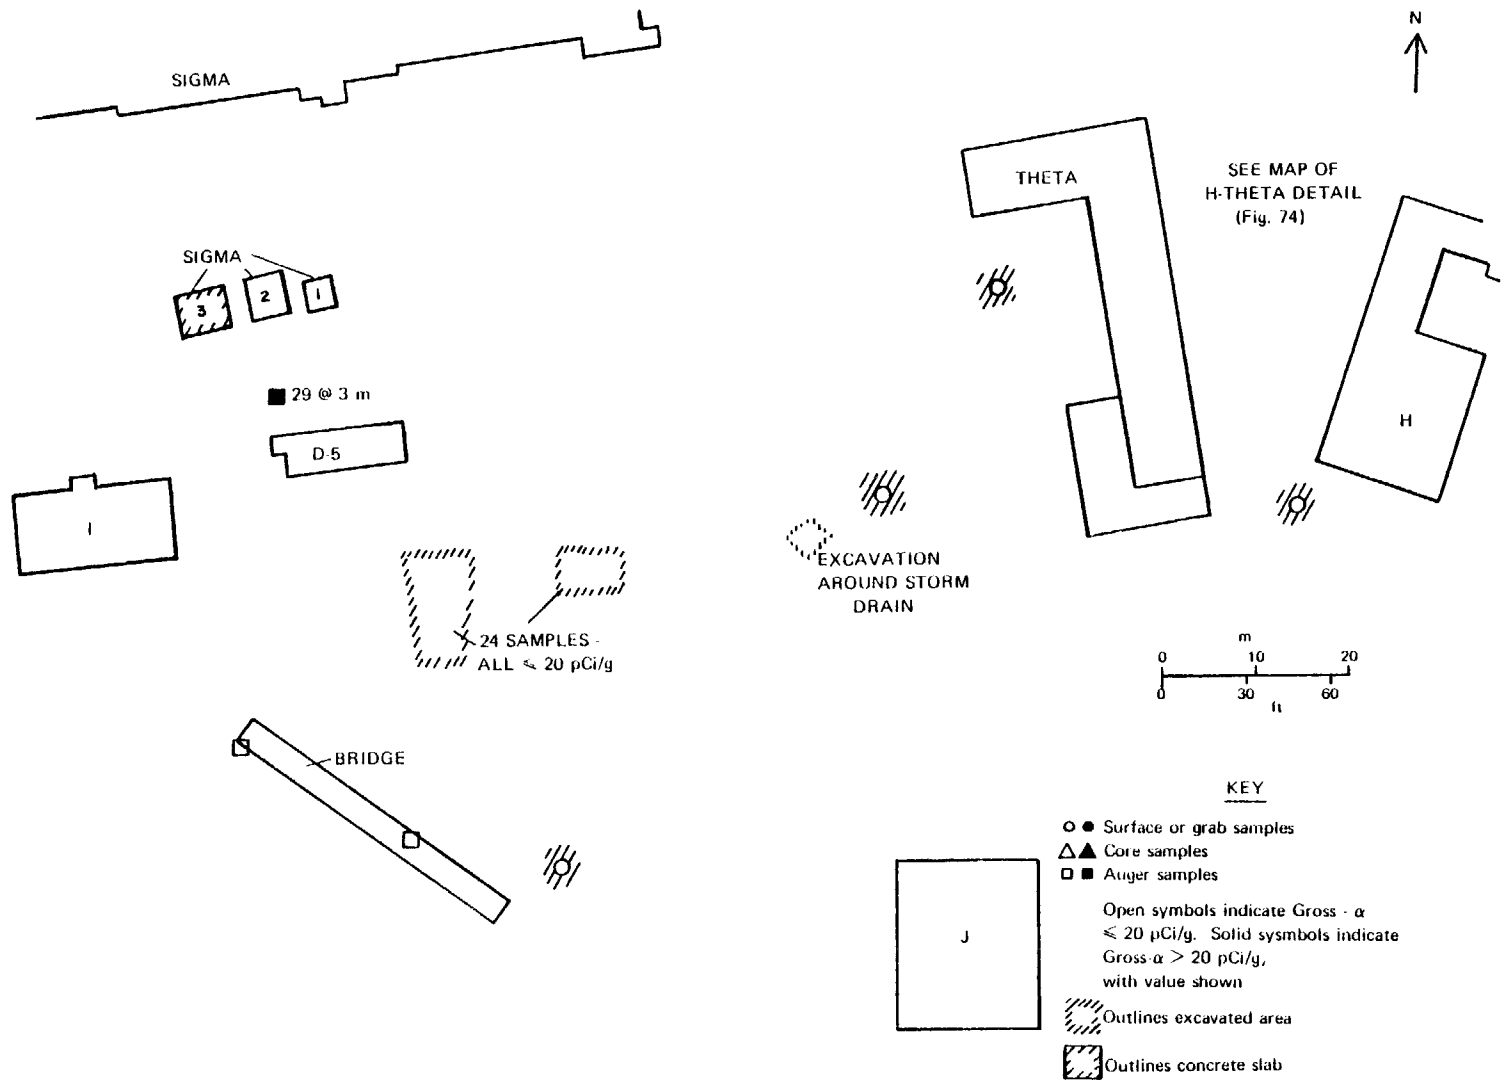 N
SIGMA
THETA
SEE MAP OF
H-THETA DETAIL
(Fig. 74)
SIGMA
3
2
1
29 @ 3 m
D-5
H
1
EXCAVATION
AROUND STORM
DRAIN
24 SAMPLES -
ALL ⩽ 20 pCi/g
m
0 10 20
0 30 60
ft
BRIDGE
KEY
Surface or grab samples
Core samples
Auger samples
Open symbols indicate Gross - α
⩽ 20 pCi/g. Solid sysmbols indicate
Gross-α > 20 pCi/g,
with value shown
J
Outlines excavated area
Outlines concrete slab